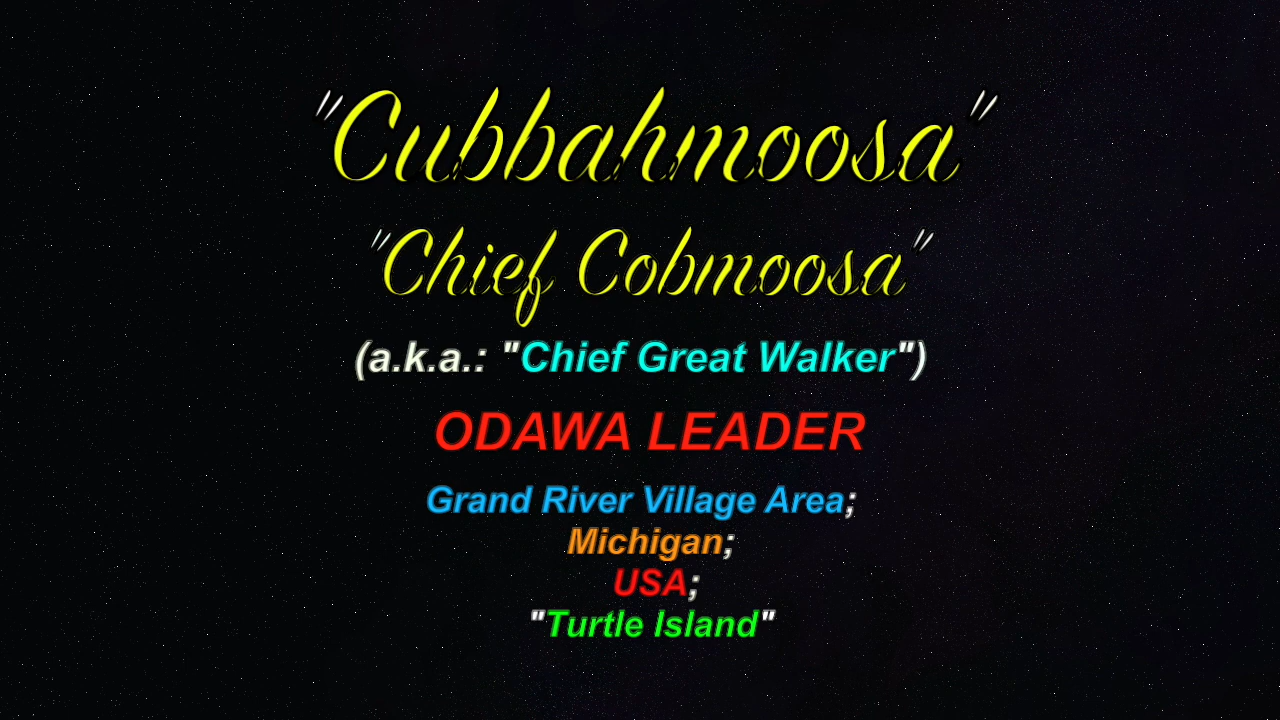 "Cubbahmoosa"
"Chief Cobmoosa"
(a.k.a.: "Chief Great Walker")
ODAWA LEADER
Grand River Village Area;
Michigan;
USA;
"Turtle Island"